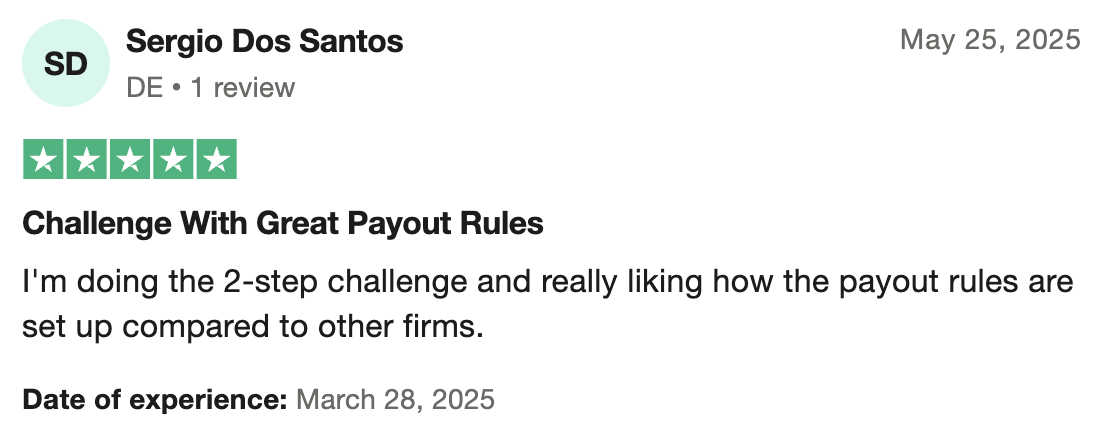 SD
Sergio Dos Santos
May 25, 2025
DE • 1 review
Challenge With Great Payout Rules
I'm doing the 2-step challenge and really liking how the payout rules are
set up compared to other firms.
Date of experience: March 28, 2025